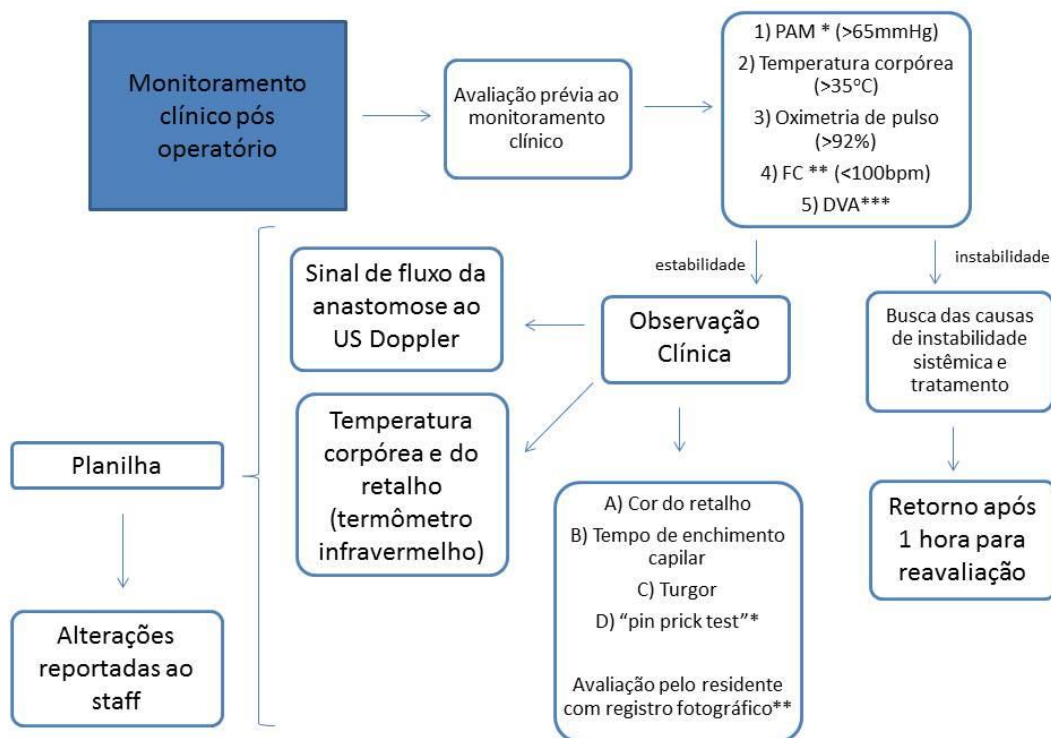 Monitoramento
clínico pós
operatório
Avaliação prévia ao
monitoramento
clínico
1) PAM * (>65mmHg)
2) Temperatura corpórea
(>35°C)
3) Oximetria de pulso
(>92%)
4) FC ** (<100bpm)
5) DVA***
estabilidade
instabilidade
Sinal de fluxo da
anastomose ao
US Doppler
Observação
Clínica
Busca das causas
de instabilidade
sistêmica e
tratamento
Temperatura
corpórea e do
retalho
(termômetro
infravermelho)
Planilha
A) Cor do retalho
B) Tempo de enchimento
capilar
C) Turgor
D) “pin prick test”*
Avaliação pelo residente
com registro fotográfico**
Retorno após
1 hora para
reavaliação
Alterações
reportadas ao
staff